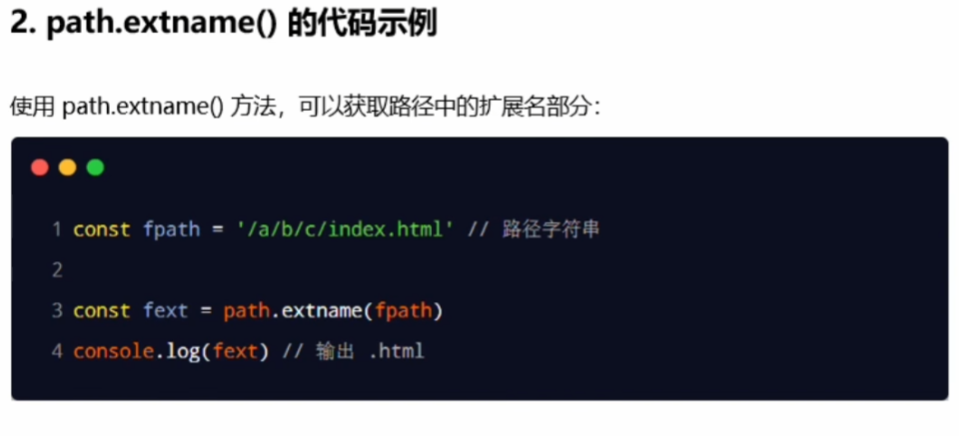 2. path.extname() 的代码示例
使用 path.extname() 方法，可以获取路径中的扩展名部分：
1 const fpath = '/a/b/c/index.html' // 路径字符串
2
3 const fext = path.extname(fpath)
4 console.log(fext) // 输出 .html